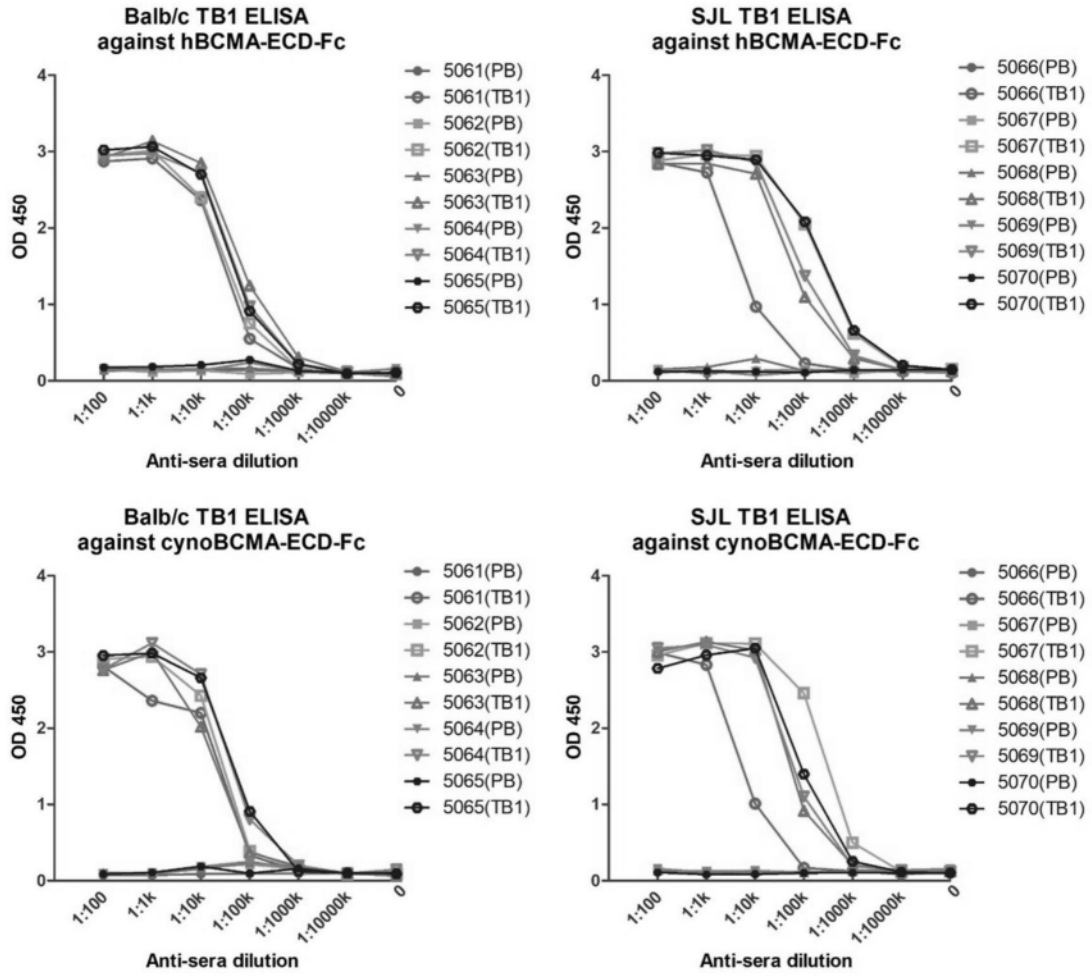 Balb/c TB1 ELISA
against hBCMA-ECD-Fc
OD 450
4
3
2
1
0
1:100
1:1k
1:10k
1:100k
1:1000k
1:10000k
0
Anti-sera dilution
5061(PB)
5061(TB1)
5062(PB)
5062(TB1)
5063(PB)
5063(TB1)
5064(PB)
5064(TB1)
5065(PB)
5065(TB1)
SJL TB1 ELISA
against hBCMA-ECD-Fc
OD 450
4
3
2
1
0
1:100
1:1k
1:10k
1:100k
1:1000k
1:10000k
0
Anti-sera dilution
5066(PB)
5066(TB1)
5067(PB)
5067(TB1)
5068(PB)
5068(TB1)
5069(PB)
5069(TB1)
5070(PB)
5070(TB1)
Balb/c TB1 ELISA
against cynoBCMA-ECD-Fc
OD 450
4
3
2
1
0
1:100
1:1k
1:10k
1:100k
1:1000k
1:10000k
0
Anti-sera dilution
5061(PB)
5061(TB1)
5062(PB)
5062(TB1)
5063(PB)
5063(TB1)
5064(PB)
5064(TB1)
5065(PB)
5065(TB1)
SJL TB1 ELISA
against cynoBCMA-ECD-Fc
OD 450
4
3
2
1
0
1:100
1:1k
1:10k
1:100k
1:1000k
1:10000k
0
Anti-sera dilution
5066(PB)
5066(TB1)
5067(PB)
5067(TB1)
5068(PB)
5068(TB1)
5069(PB)
5069(TB1)
5070(PB)
5070(TB1)